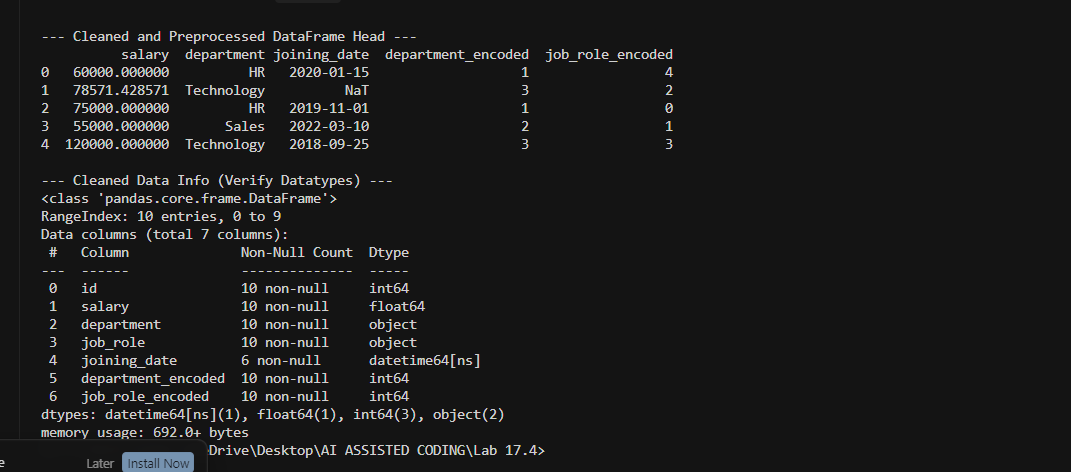 --- Cleaned and Preprocessed DataFrame Head ---
          salary  department joining_date  department_encoded  job_role_encoded
0   60000.000000          HR   2020-01-15                   1                 4
1   78571.428571  Technology          NaT                   3                 2
2   75000.000000          HR   2019-11-01                   1                 0
3   55000.000000       Sales   2022-03-10                   2                 1
4  120000.000000  Technology   2018-09-25                   3                 3
--- Cleaned Data Info (Verify Datatypes) ---
<class 'pandas.core.frame.DataFrame'>
RangeIndex: 10 entries, 0 to 9
Data columns (total 7 columns):
 #   Column              Non-Null Count  Dtype
---  ------              --------------  -----
 0   id                  10 non-null     int64
 1   salary              10 non-null     float64
 2   department          10 non-null     object
 3   job_role            10 non-null     object
 4   joining_date        6 non-null      datetime64[ns]
 5   department_encoded  10 non-null     int64
 6   job_role_encoded    10 non-null     int64
dtypes: datetime64[ns](1), float64(1), int64(3), object(2)
memory usage: 692.0+ bytes
eDrive\Desktop\AI ASSISTED CODING\Lab 17.4>
Later Install Now